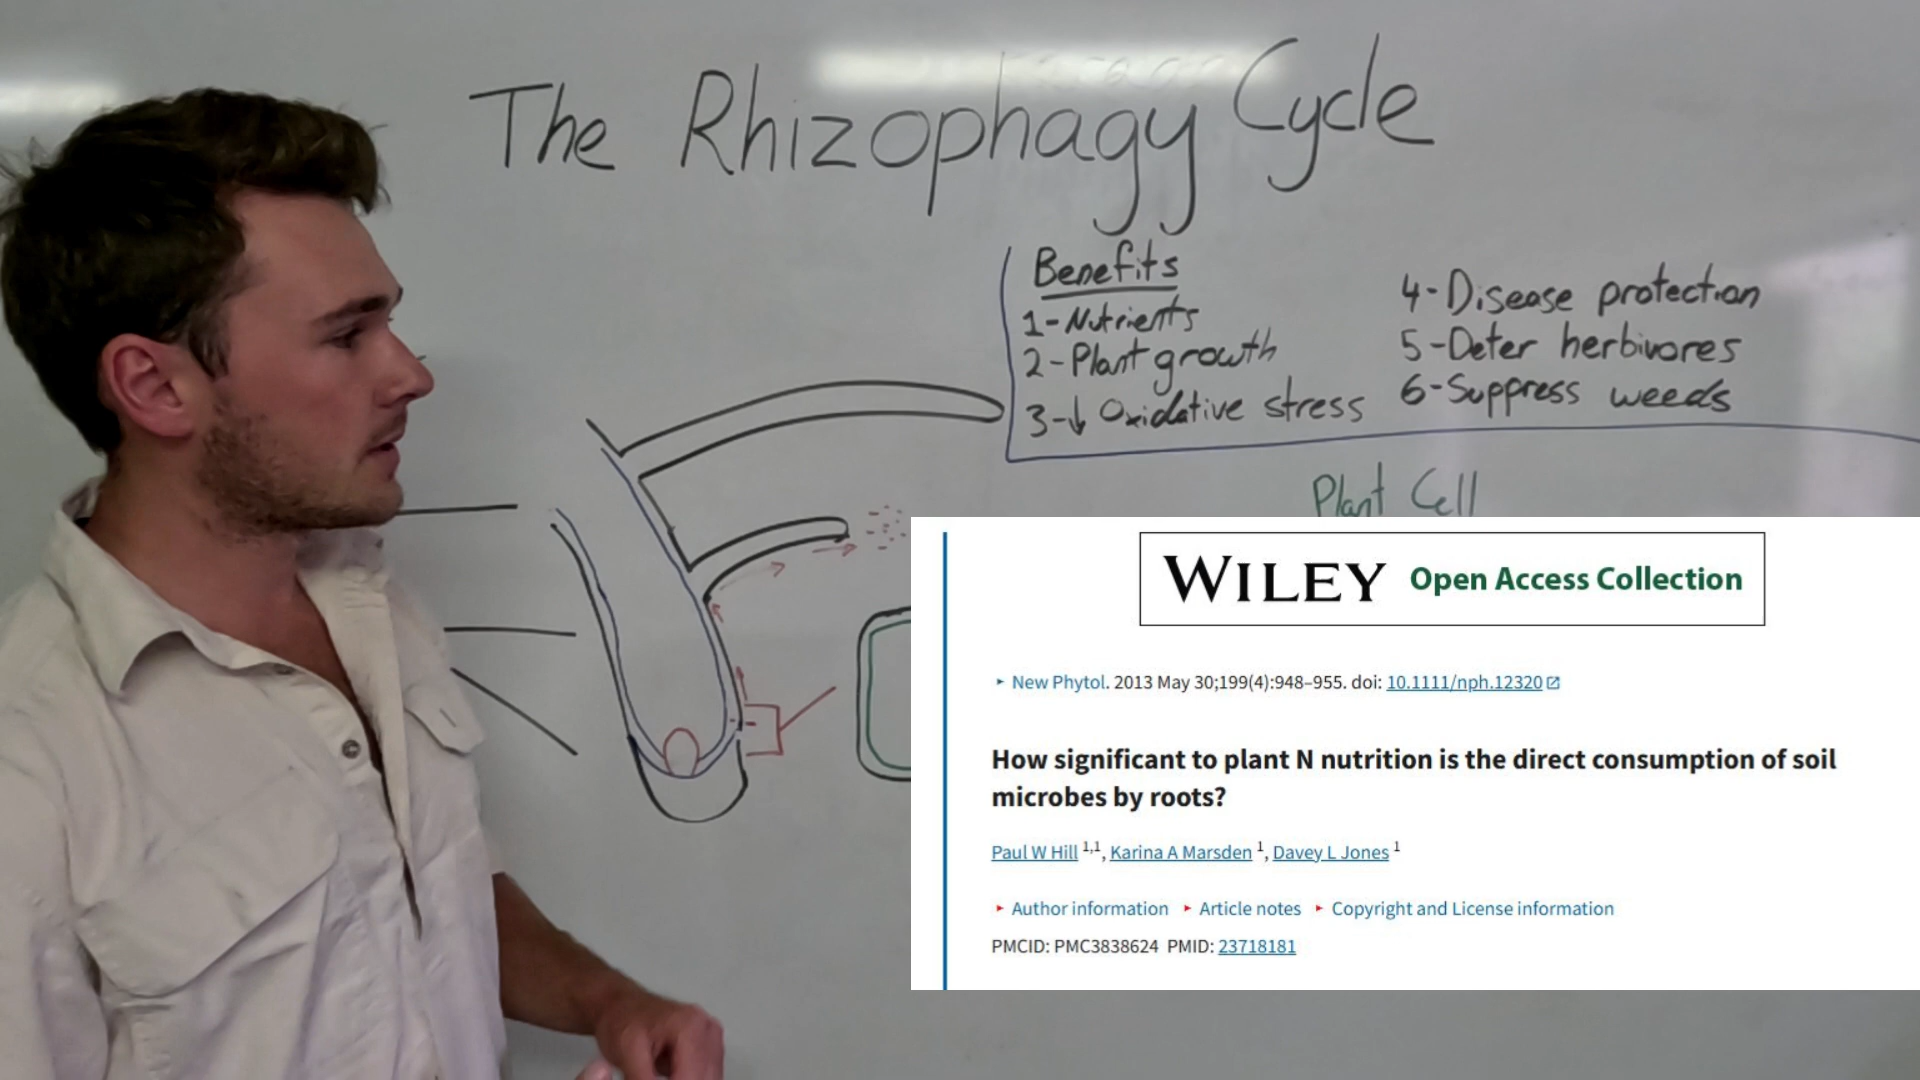 The Rhizophagy Cycle
Benefits
1-Nutrients
2-Plant growth
3-↓ Oxidative stress
4-Disease protection
5-Deter herbivores
6-Suppress weeds
Plant Cell
WILEY Open Access Collection
New Phytol. 2013 May 30;199(4):948–955. doi: 10.1111/nph.12320
How significant to plant N nutrition is the direct consumption of soil
microbes by roots?
Paul W Hill 1,1, Karina A Marsden 1, Davey L Jones 1
Author information Article notes Copyright and License information
PMCID: PMC3838624 PMID: 23718181